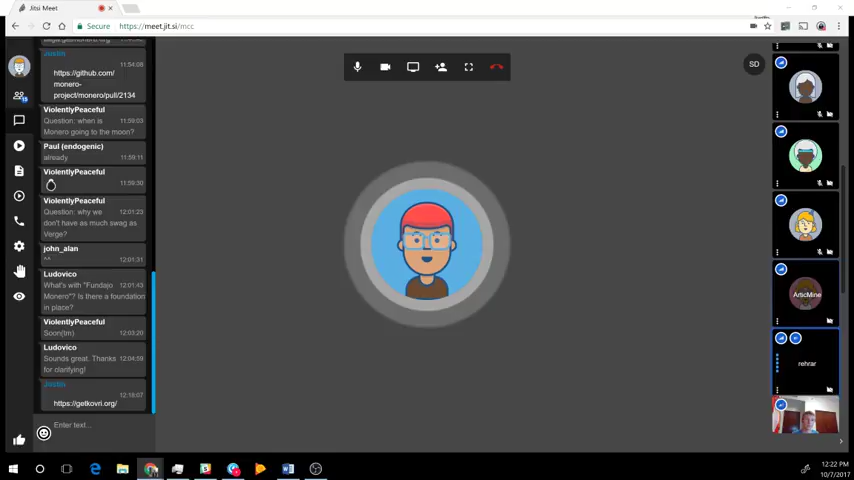 Jitsi Meet
Secure
https://meet.jit.si/mcc
Justin
11:54:08
https://github.com/
monero-
project/monero/pull/2134
ViolentlyPeaceful
Question: when is
Monero going to the moon?
11:59:03
Paul (endogenic)
already
11:59:11
ViolentlyPeaceful
11:59:30
ViolentlyPeaceful
Question: why we
don't have as much swag as
Verge?
12:01:23
john_alan
^^
12:01:31
Ludovico
What's with "Fundajo
Monero"? Is there a foundation
in place?
12:01:43
ViolentlyPeaceful
Soon(tm)
12:03:20
Ludovico
Sounds great. Thanks
for clarifying!
12:04:59
Justin
12:18:07
https://getkovri.org/
Enter text...
SD
ArticMine
rehrar
12:22 PM
10/7/2017